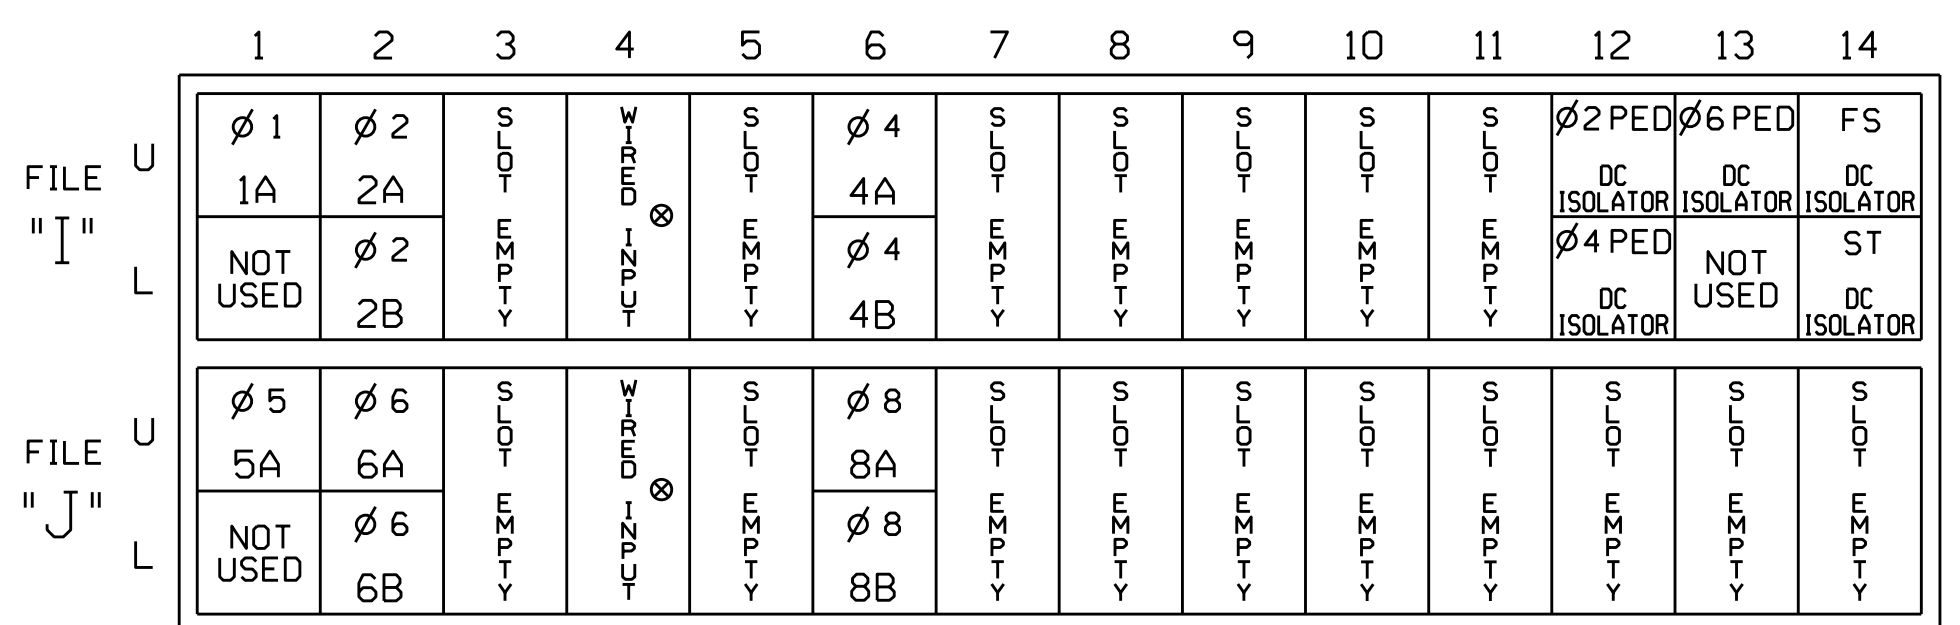 1 2 3 4 5 6 7 8 9 10 11 12 13 14
FILE "I"
U
L
Ø 1
1A
NOT
USED
Ø 2
2A
Ø 2
2B
SLOT EMPTY
WIRED INPUT
SLOT EMPTY
Ø 4
4A
Ø 4
4B
SLOT EMPTY
SLOT EMPTY
SLOT EMPTY
SLOT EMPTY
SLOT EMPTY
Ø2 PED
DC
ISOLATOR
Ø4 PED
DC
ISOLATOR
Ø6 PED
DC
ISOLATOR
NOT
USED
FS
DC
ISOLATOR
ST
DC
ISOLATOR
FILE "J"
U
L
Ø 5
5A
NOT
USED
Ø 6
6A
Ø 6
6B
SLOT EMPTY
WIRED INPUT
SLOT EMPTY
Ø 8
8A
Ø 8
8B
SLOT EMPTY
SLOT EMPTY
SLOT EMPTY
SLOT EMPTY
SLOT EMPTY
SLOT EMPTY
SLOT EMPTY
SLOT EMPTY